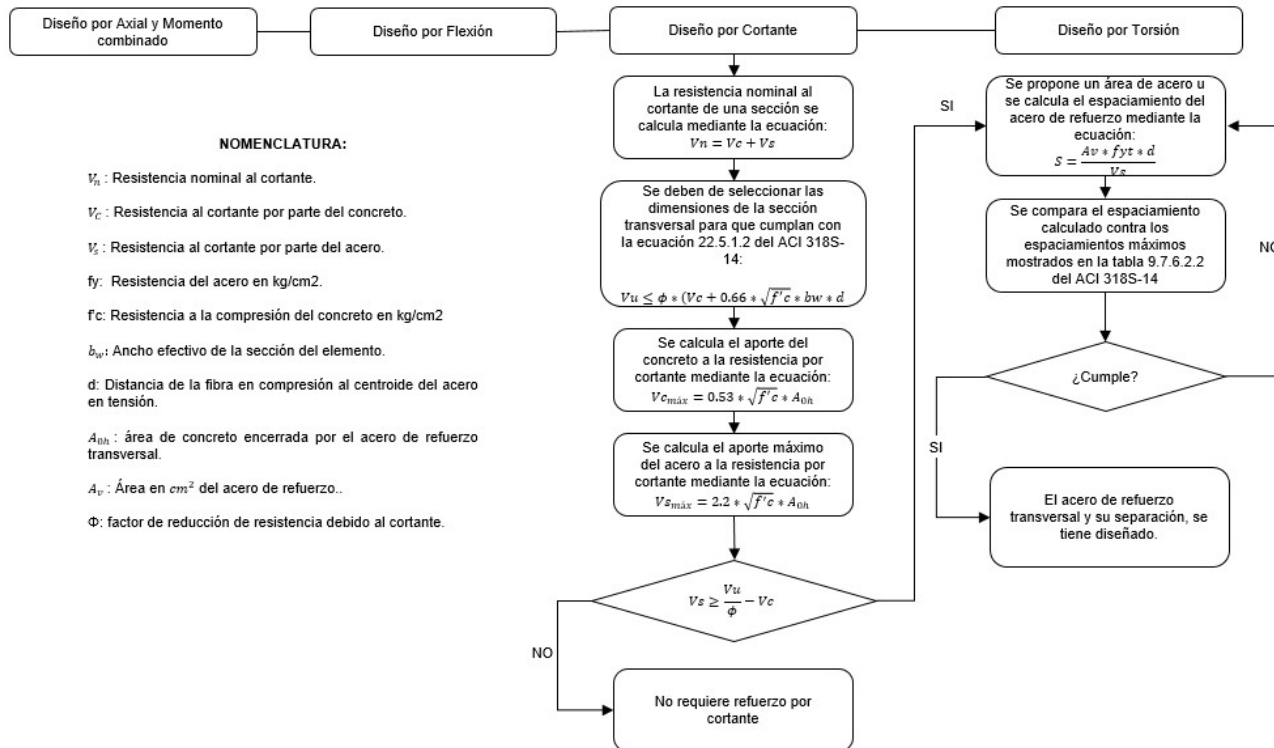 Diseño por Axial y Momento
combinado
Diseño por Flexión
Diseño por Cortante
Diseño por Torsión
NOMENCLATURA:
V_n : Resistencia nominal al cortante.
V_C : Resistencia al cortante por parte del concreto.
V_s : Resistencia al cortante por parte del acero.
fy: Resistencia del acero en kg/cm2.
f'c: Resistencia a la compresión del concreto en kg/cm2
b_w: Ancho efectivo de la sección del elemento.
d: Distancia de la fibra en compresión al centroide del acero
en tensión.
A_0h : área de concreto encerrada por el acero de refuerzo
transversal.
A_v : Área en cm² del acero de refuerzo..
Φ: factor de reducción de resistencia debido al cortante.
La resistencia nominal al
cortante de una sección se
calcula mediante la ecuación:
Vn = Vc + Vs
Se deben de seleccionar las
dimensiones de la sección
transversal para que cumplan con
la ecuación 22.5.1.2 del ACI 318S-
14:
Vu ≤ ϕ * (Vc + 0.66 * √f'c * bw * d
Se calcula el aporte del
concreto a la resistencia por
cortante mediante la ecuación:
Vc_máx = 0.53 * √f'c * A_0h
Se calcula el aporte máximo
del acero a la resistencia por
cortante mediante la ecuación:
Vs_máx = 2.2 * √f'c * A_0h
Vs ≥ Vu/ϕ − Vc
NO
No requiere refuerzo por
cortante
SI
Se propone un área de acero u
se calcula el espaciamiento del
acero de refuerzo mediante la
ecuación:
S = Av * fyt * d / Vs
Se compara el espaciamiento
calculado contra los
espaciamientos máximos
mostrados en la tabla 9.7.6.2.2
del ACI 318S-14
NO
¿Cumple?
SI
El acero de refuerzo
transversal y su separación, se
tiene diseñado.